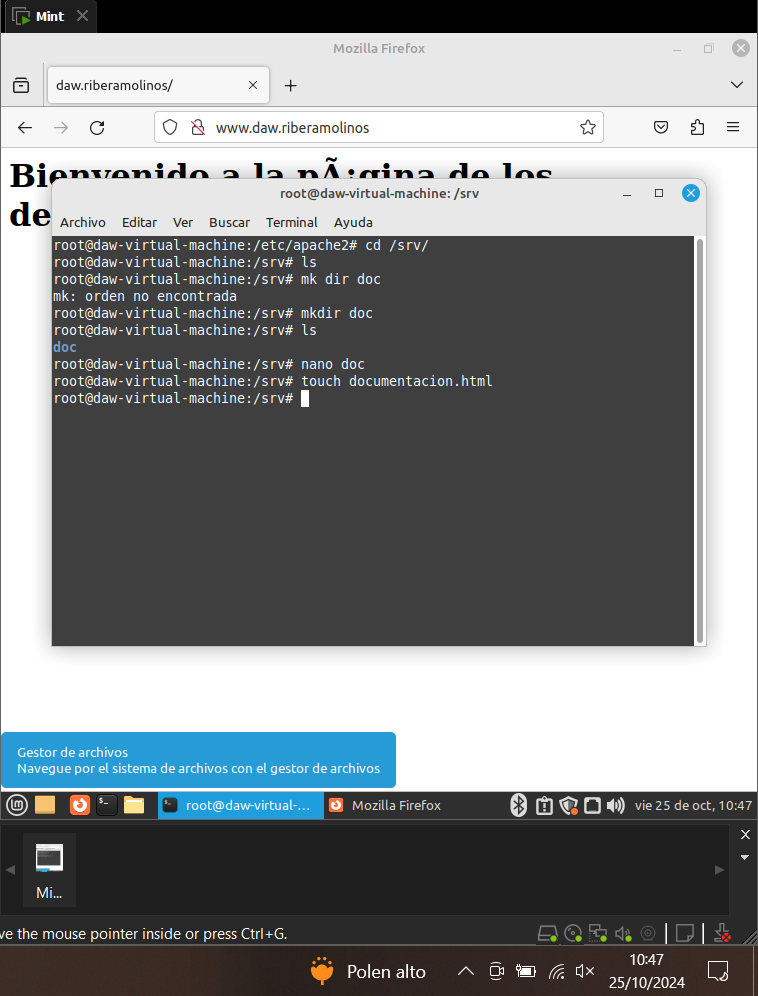 Mint
Mozilla Firefox
daw.riberamolinos/
www.daw.riberamolinos
Bienvenido a la pÃ¡gina de los
de
root@daw-virtual-machine: /srv
Archivo Editar Ver Buscar Terminal Ayuda
root@daw-virtual-machine:/etc/apache2# cd /srv/
root@daw-virtual-machine:/srv# ls
root@daw-virtual-machine:/srv# mk dir doc
mk: orden no encontrada
root@daw-virtual-machine:/srv# mkdir doc
root@daw-virtual-machine:/srv# ls
doc
root@daw-virtual-machine:/srv# nano doc
root@daw-virtual-machine:/srv# touch documentacion.html
root@daw-virtual-machine:/srv#
Gestor de archivos
Navegue por el sistema de archivos con el gestor de archivos
root@daw-virtual-... Mozilla Firefox vie 25 de oct, 10:47
Mi...
ve the mouse pointer inside or press Ctrl+G.
Polen alto
10:47
25/10/2024